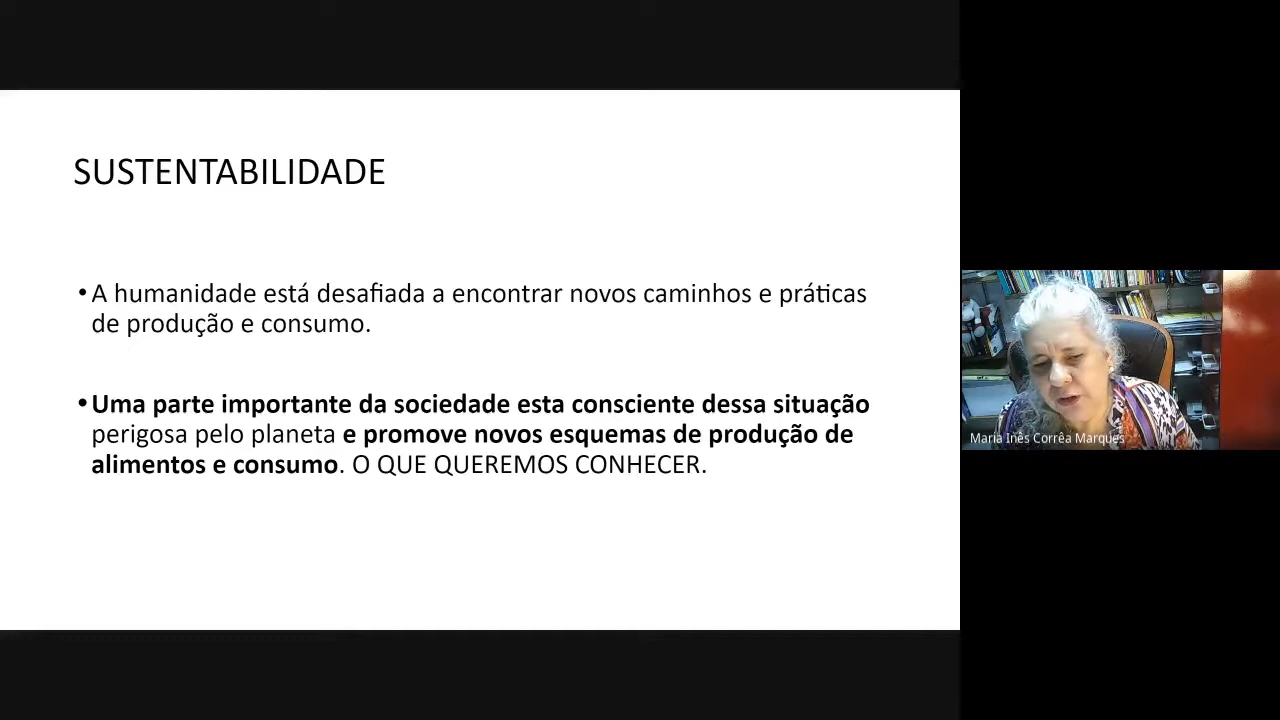 SUSTENTABILIDADE
•A humanidade está desafiada a encontrar novos caminhos e práticas
de produção e consumo.
•Uma parte importante da sociedade esta consciente dessa situação
perigosa pelo planeta e promove novos esquemas de produção de
alimentos e consumo. O QUE QUEREMOS CONHECER.
Maria Inês Corrêa Marques